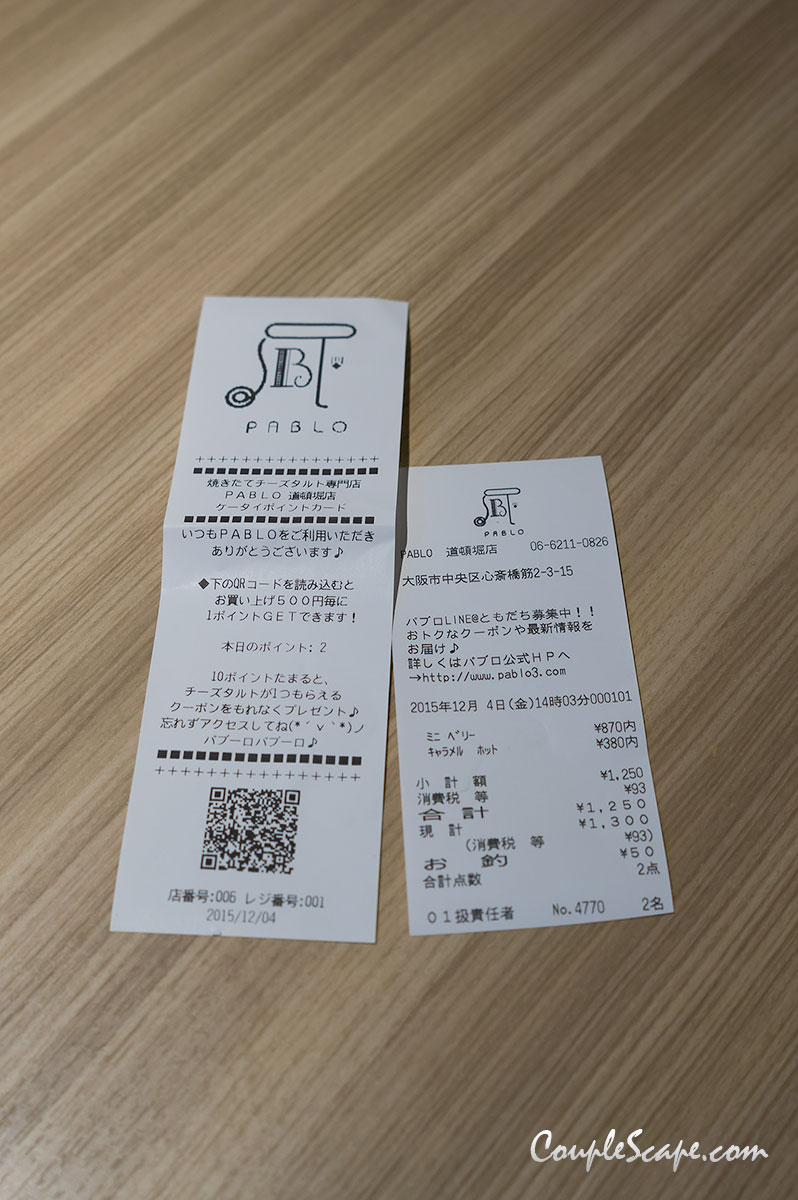 PABLO
++++++++++++++++
■■■■■■■■■■■■■■■■
焼きたてチーズタルト専門店
PABLO 道頓堀店
ケータイポイントカード
■■■■■■■■■■■■■■■■
いつもPABLOをご利用いただき
ありがとうございます♪
◆下のQRコードを読み込むと
お買い上げ500円毎に
1ポイントGETできます！
本日のポイント: 2
10ポイントたまると、
チーズタルトが1つもらえる
クーポンをもれなくプレゼント♪
忘れずアクセスしてね(*´v`*)ノ
パブーロパブーロ♪
■■■■■■■■■■■■■■■■
++++++++++++++++
店番号:006 レジ番号:001
2015/12/04
PABLO
PABLO 道頓堀店 06-6211-0826
大阪市中央区心斎橋筋2-3-15
パブロLINE@ともだち募集中！！
おトクなクーポンや最新情報を
お届け♪
詳しくはパブロ公式HPへ
→http://www.pablo3.com
2015年12月 4日(金)14時03分000101
ミニ ベリー ¥870内
キャラメル ホット ¥380内
小計額 ¥1,250
消費税 等 ¥93
合計 ¥1,250
現計 ¥1,300
(消費税 等 ¥93)
お釣 ¥50
合計点数 2点
01扱責任者 No.4770 2名
CoupleScape.com